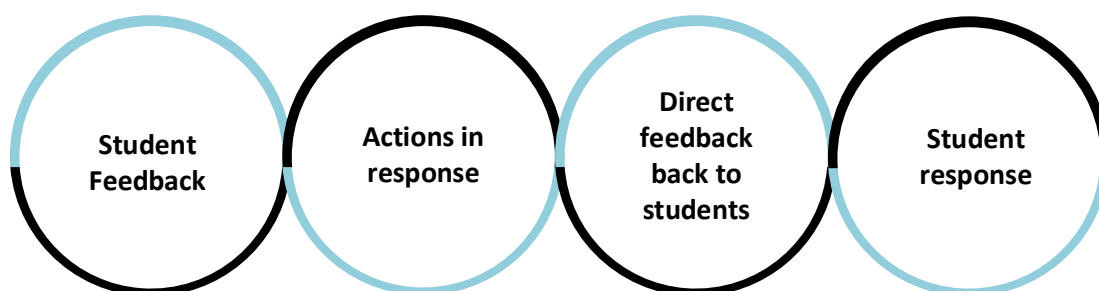 Student
Feedback
Actions in
response
Direct
feedback
back to
students
Student
response